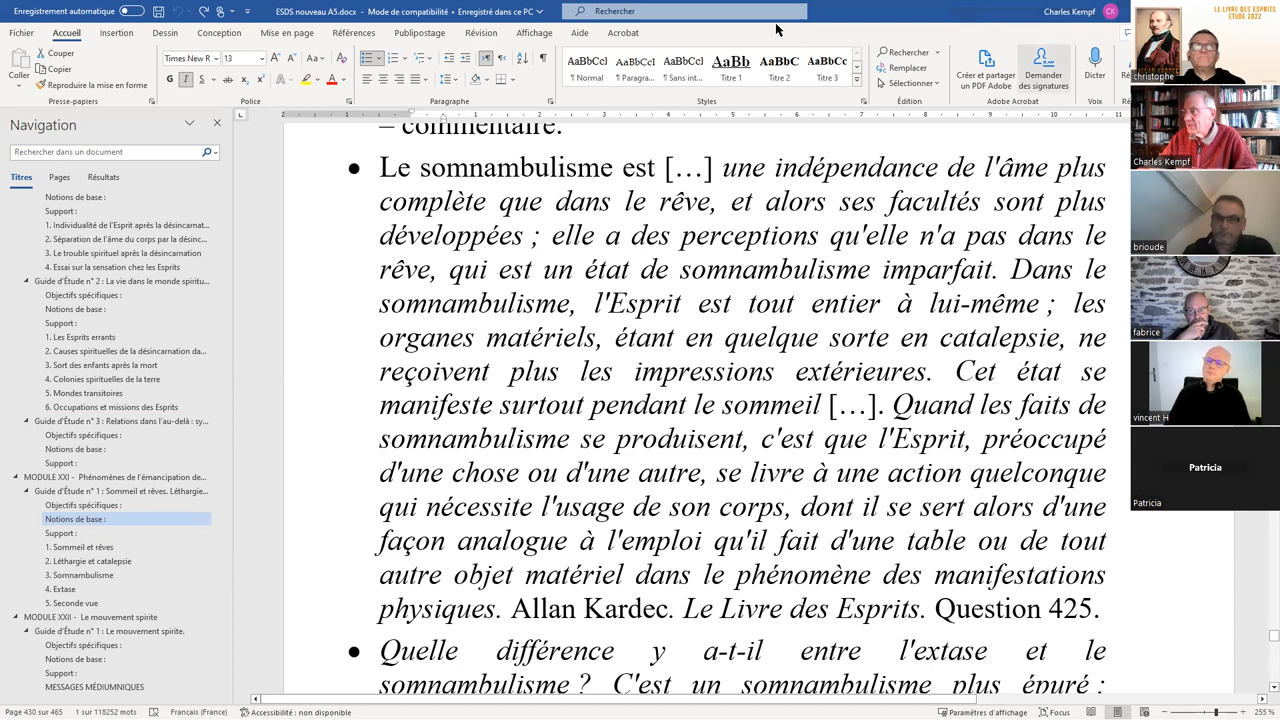 Enregistrement automatique
ESDS nouveau A5.docx - Mode de compatibilité • Enregistré dans ce PC
Rechercher
Charles Kempf
CK
Fichier Accueil Insertion Dessin Conception Mise en page Références Publipostage Révision Affichage Aide Acrobat
Coller
Couper
Copier
Reproduire la mise en forme
Presse-papiers
Times New R
13
Police
Paragraphe
AaBbCcI AaBbCcI AaBbCcI AaBb AaBbC AaBbCc
¶ Normal ¶ Paragra... ¶ Sans int... Titre 1 Titre 2 Titre 3
Styles
Rechercher
Remplacer
Sélectionner
Édition
Créer et partager
un PDF Adobe
Demander
des signatures
Adobe Acrobat
Dicter
Voix
Navigation
Rechercher dans un document
Titres Pages Résultats
Notions de base :
Support :
1. Individualité de l'Esprit après la désincarnat...
2. Séparation de l'âme du corps par la désinc...
3. Le trouble spirituel après la désincarnation
4. Essai sur la sensation chez les Esprits
Guide d'Étude n° 2 : La vie dans le monde spiritu...
Objectifs spécifiques :
Notions de base :
Support :
1. Les Esprits errants
2. Causes spirituelles de la désincarnation da...
3. Sort des enfants après la mort
4. Colonies spirituelles de la terre
5. Mondes transitoires
6. Occupations et missions des Esprits
Guide d'Étude n° 3 : Relations dans l'au-delà : sy...
Objectifs spécifiques :
Notions de base :
Support :
MODULE XXI - Phénomènes de l'émancipation de...
Guide d'Étude n° 1 : Sommeil et rêves. Léthargie...
Objectifs spécifiques :
Notions de base :
Support :
1. Sommeil et rêves
2. Léthargie et catalepsie
3. Somnambulisme
4. Extase
5. Seconde vue
MODULE XXII - Le mouvement spirite
Guide d'Étude n° 1 : Le mouvement spirite.
Objectifs spécifiques :
Notions de base :
MESSAGES MÉDIUMNIQUES
– commentaire.
● Le somnambulisme est […] une indépendance de l'âme plus
complète que dans le rêve, et alors ses facultés sont plus
développées ; elle a des perceptions qu'elle n'a pas dans le
rêve, qui est un état de somnambulisme imparfait. Dans le
somnambulisme, l'Esprit est tout entier à lui-même ; les
organes matériels, étant en quelque sorte en catalepsie, ne
reçoivent plus les impressions extérieures. Cet état se
manifeste surtout pendant le sommeil […]. Quand les faits de
somnambulisme se produisent, c'est que l'Esprit, préoccupé
d'une chose ou d'une autre, se livre à une action quelconque
qui nécessite l'usage de son corps, dont il se sert alors d'une
façon analogue à l'emploi qu'il fait d'une table ou de tout
autre objet matériel dans le phénomène des manifestations
physiques. Allan Kardec. Le Livre des Esprits. Question 425.
● Quelle différence y a-t-il entre l'extase et le
somnambulisme ? C'est un somnambulisme plus épuré ;
LE LIVRE DES ESPRITS
ETUDE 2022
christophe
Charles Kempf
brioude
fabrice
vincent H
Patricia
Patricia
Page 430 sur 465 1 sur 118252 mots Français (France) Accessibilité : non disponible
Paramètres d'affichage Focus 255 %